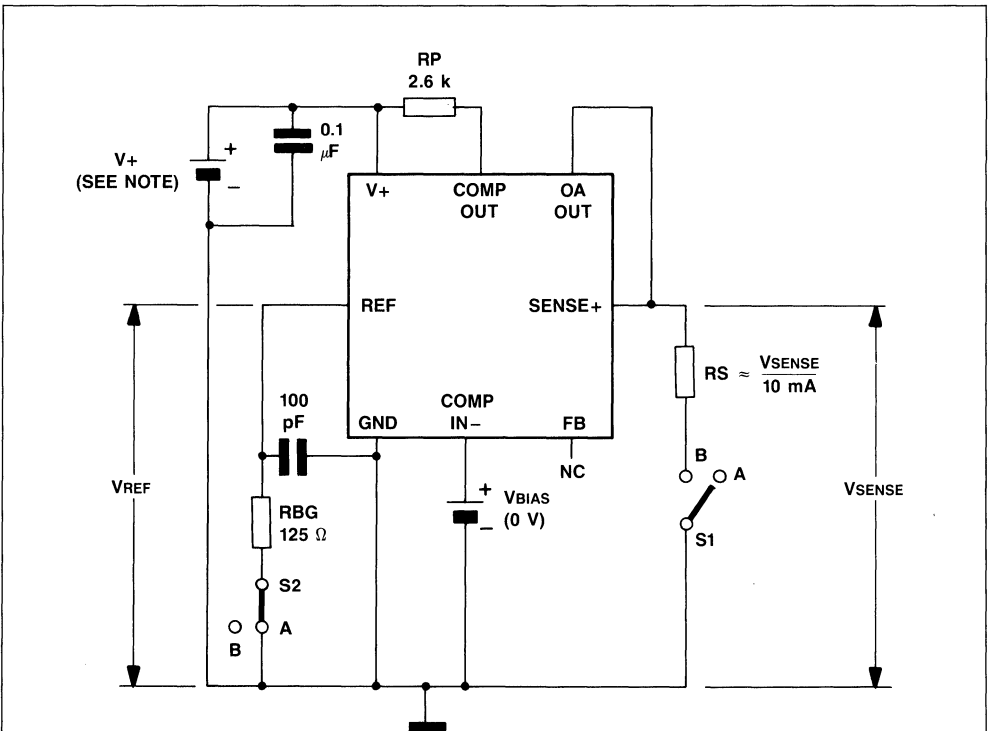 RP
2.6 k
0.1
μF
V+
(SEE NOTE)
+
−
V+
COMP
OUT
OA
OUT
REF
SENSE+
RS ≈ VSENSE
10 mA
100
pF
GND
COMP
IN−
FB
NC
B
A
S1
VREF
VSENSE
+
−
VBIAS
(0 V)
RBG
125 Ω
S2
A
B